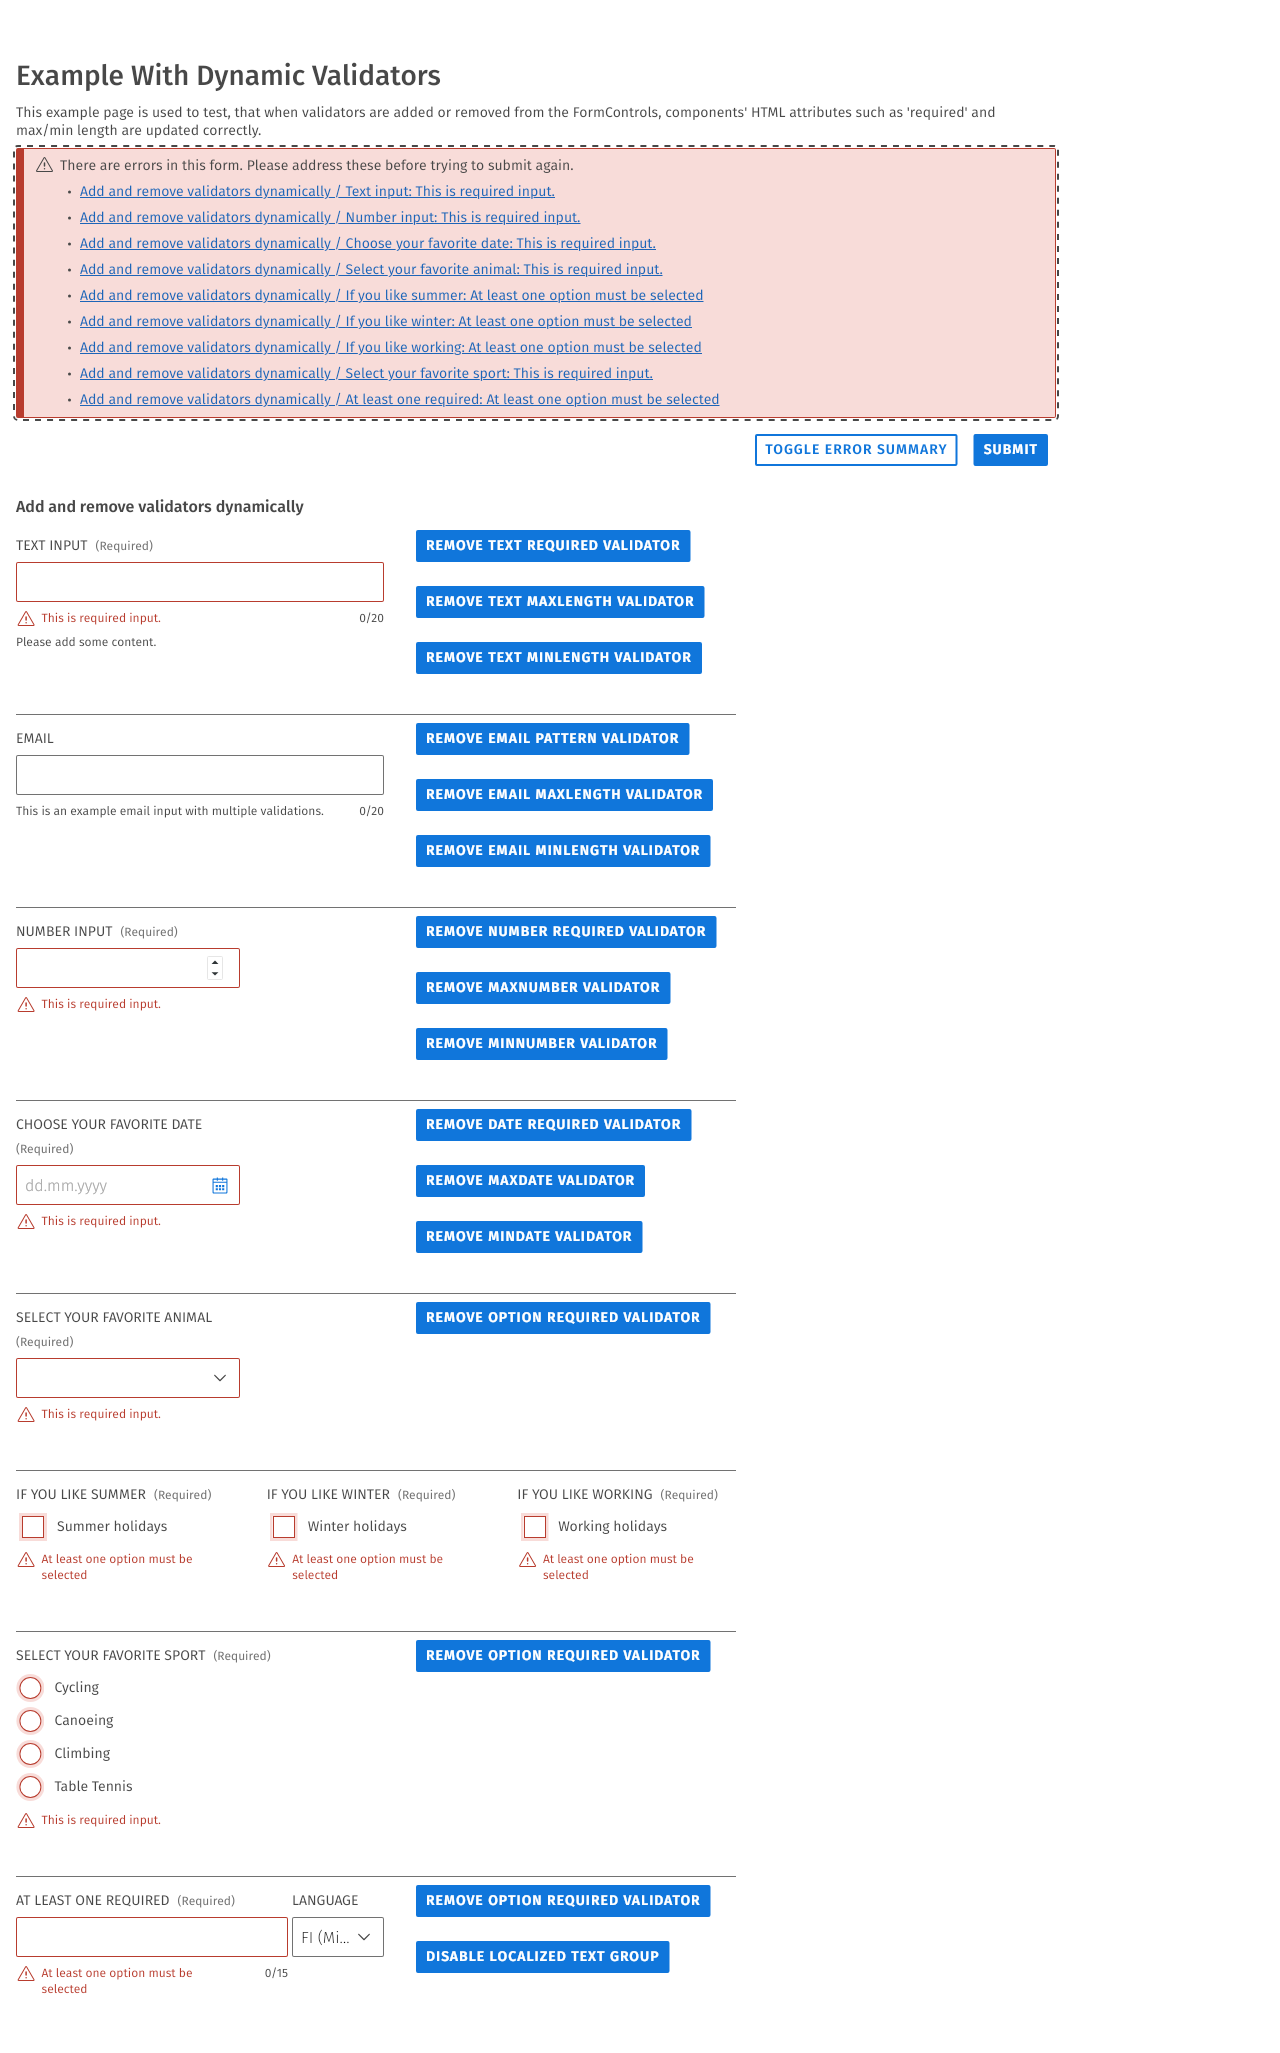 Example With Dynamic Validators
This example page is used to test, that when validators are added or removed from the FormControls, components' HTML attributes such as 'required' and
max/min length are updated correctly.
There are errors in this form. Please address these before trying to submit again.
• Add and remove validators dynamically / Text input: This is required input.
• Add and remove validators dynamically / Number input: This is required input.
• Add and remove validators dynamically / Choose your favorite date: This is required input.
• Add and remove validators dynamically / Select your favorite animal: This is required input.
• Add and remove validators dynamically / If you like summer: At least one option must be selected
• Add and remove validators dynamically / If you like winter: At least one option must be selected
• Add and remove validators dynamically / If you like working: At least one option must be selected
• Add and remove validators dynamically / Select your favorite sport: This is required input.
• Add and remove validators dynamically / At least one required: At least one option must be selected
TOGGLE ERROR SUMMARY SUBMIT
Add and remove validators dynamically
TEXT INPUT (Required)
This is required input. 0/20
Please add some content.
REMOVE TEXT REQUIRED VALIDATOR
REMOVE TEXT MAXLENGTH VALIDATOR
REMOVE TEXT MINLENGTH VALIDATOR
EMAIL
This is an example email input with multiple validations. 0/20
REMOVE EMAIL PATTERN VALIDATOR
REMOVE EMAIL MAXLENGTH VALIDATOR
REMOVE EMAIL MINLENGTH VALIDATOR
NUMBER INPUT (Required)
This is required input.
REMOVE NUMBER REQUIRED VALIDATOR
REMOVE MAXNUMBER VALIDATOR
REMOVE MINNUMBER VALIDATOR
CHOOSE YOUR FAVORITE DATE
(Required)
dd.mm.yyyy
This is required input.
REMOVE DATE REQUIRED VALIDATOR
REMOVE MAXDATE VALIDATOR
REMOVE MINDATE VALIDATOR
SELECT YOUR FAVORITE ANIMAL
(Required)
This is required input.
REMOVE OPTION REQUIRED VALIDATOR
IF YOU LIKE SUMMER (Required)
Summer holidays
At least one option must be
selected
IF YOU LIKE WINTER (Required)
Winter holidays
At least one option must be
selected
IF YOU LIKE WORKING (Required)
Working holidays
At least one option must be
selected
SELECT YOUR FAVORITE SPORT (Required)
Cycling
Canoeing
Climbing
Table Tennis
This is required input.
REMOVE OPTION REQUIRED VALIDATOR
AT LEAST ONE REQUIRED (Required) LANGUAGE
FI (Mi...
At least one option must be 0/15
selected
REMOVE OPTION REQUIRED VALIDATOR
DISABLE LOCALIZED TEXT GROUP